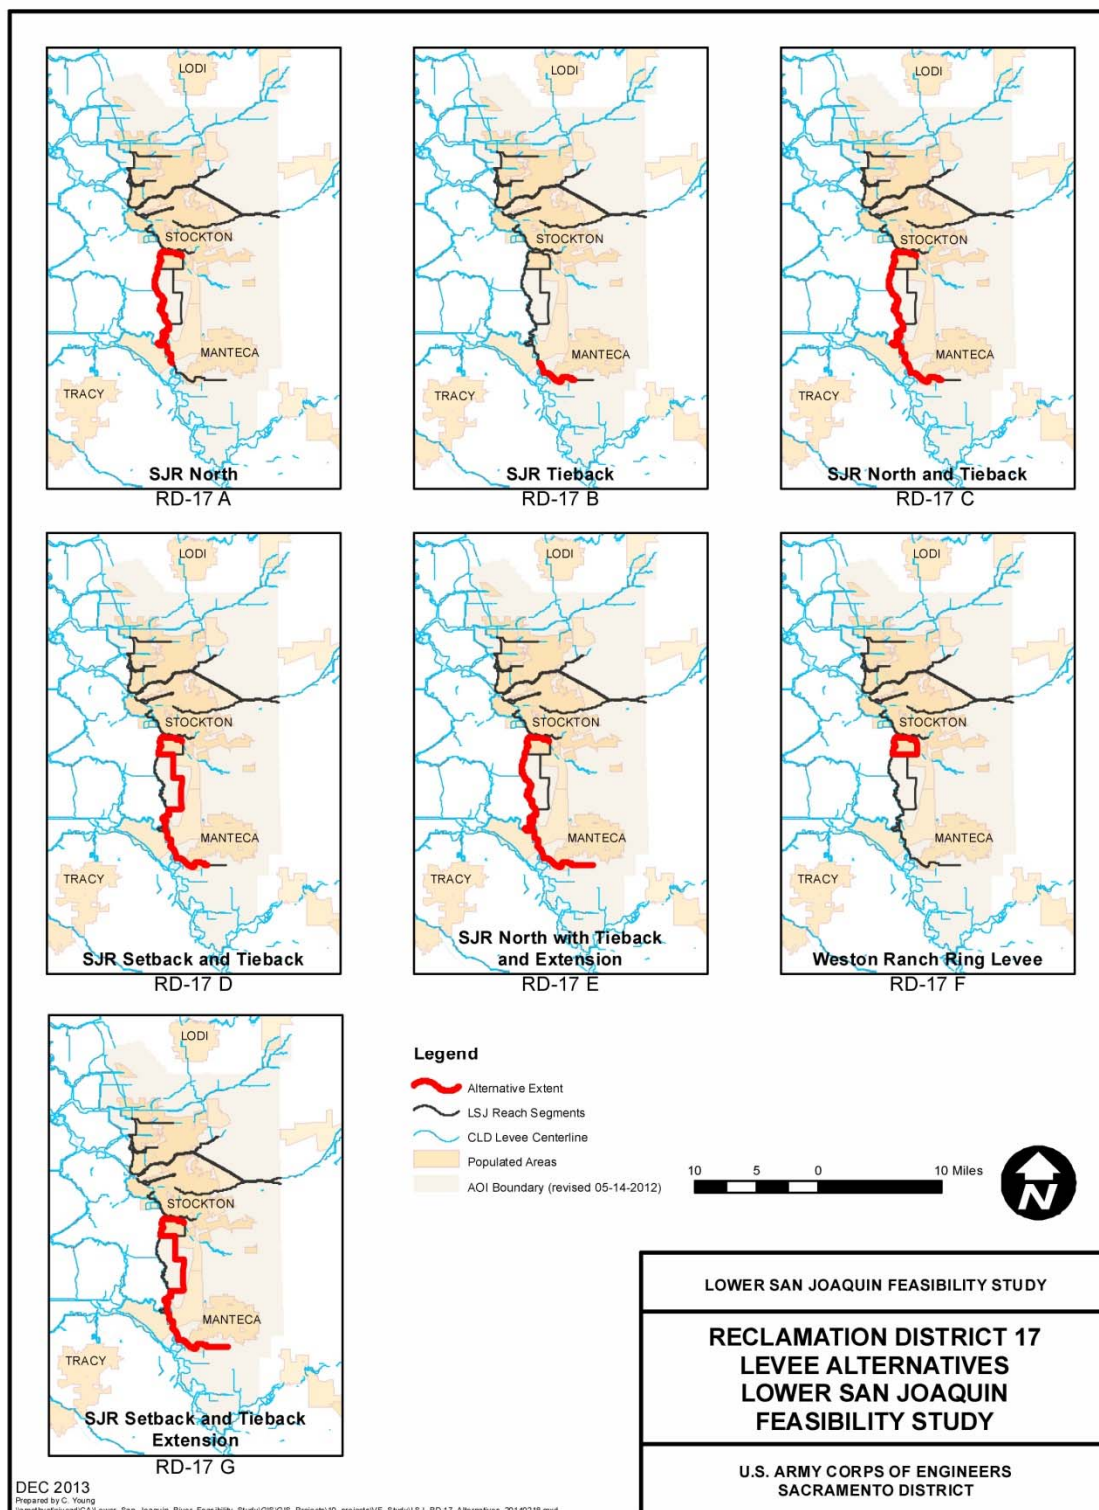 LODI
STOCKTON
MANTECA
TRACY
SJR North
RD-17 A
LODI
STOCKTON
MANTECA
TRACY
SJR Tieback
RD-17 B
LODI
STOCKTON
MANTECA
TRACY
SJR North and Tieback
RD-17 C
LODI
STOCKTON
MANTECA
TRACY
SJR Setback and Tieback
RD-17 D
LODI
STOCKTON
MANTECA
TRACY
SJR North with Tieback
and Extension
RD-17 E
LODI
STOCKTON
MANTECA
TRACY
Weston Ranch Ring Levee
RD-17 F
LODI
STOCKTON
MANTECA
TRACY
SJR Setback and Tieback
Extension
RD-17 G
Legend
Alternative Extent
LSJ Reach Segments
CLD Levee Centerline
Populated Areas
AOI Boundary (revised 05-14-2012)
10 5 0 10 Miles
N
LOWER SAN JOAQUIN FEASIBILITY STUDY
RECLAMATION DISTRICT 17
LEVEE ALTERNATIVES
LOWER SAN JOAQUIN
FEASIBILITY STUDY
U.S. ARMY CORPS OF ENGINEERS
SACRAMENTO DISTRICT
DEC 2013
Prepared by C. Young